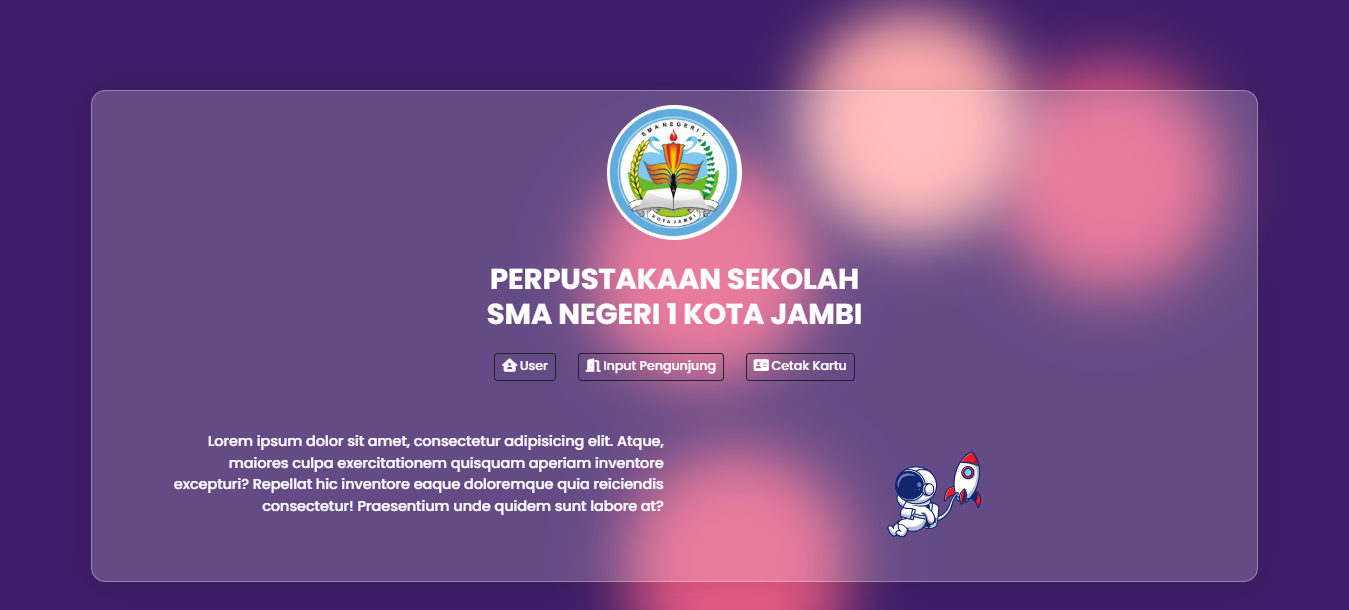 SMA NEGERI 1
KOTA JAMBI
PERPUSTAKAAN SEKOLAH
SMA NEGERI 1 KOTA JAMBI
User Input Pengunjung Cetak Kartu
Lorem ipsum dolor sit amet, consectetur adipisicing elit. Atque,
maiores culpa exercitationem quisquam aperiam inventore
excepturi? Repellat hic inventore eaque doloremque quia reiciendis
consectetur! Praesentium unde quidem sunt labore at?